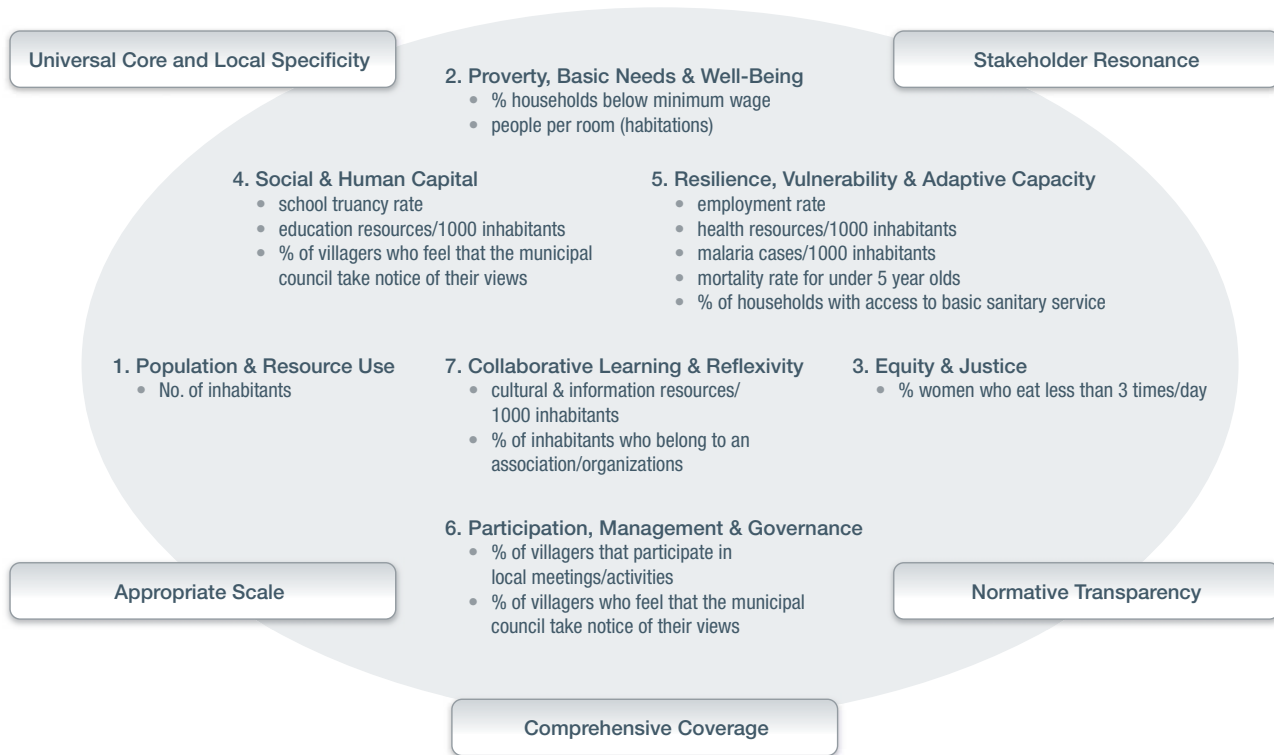 Universal Core and Local Specificity
Stakeholder Resonance
2. Proverty, Basic Needs & Well-Being
• % households below minimum wage
• people per room (habitations)
4. Social & Human Capital
• school truancy rate
• education resources/1000 inhabitants
• % of villagers who feel that the municipal
council take notice of their views
5. Resilience, Vulnerability & Adaptive Capacity
• employment rate
• health resources/1000 inhabitants
• malaria cases/1000 inhabitants
• mortality rate for under 5 year olds
• % of households with access to basic sanitary service
1. Population & Resource Use
• No. of inhabitants
7. Collaborative Learning & Reflexivity
• cultural & information resources/
1000 inhabitants
• % of inhabitants who belong to an
association/organizations
3. Equity & Justice
• % women who eat less than 3 times/day
6. Participation, Management & Governance
• % of villagers that participate in
local meetings/activities
• % of villagers who feel that the municipal
council take notice of their views
Appropriate Scale
Normative Transparency
Comprehensive Coverage